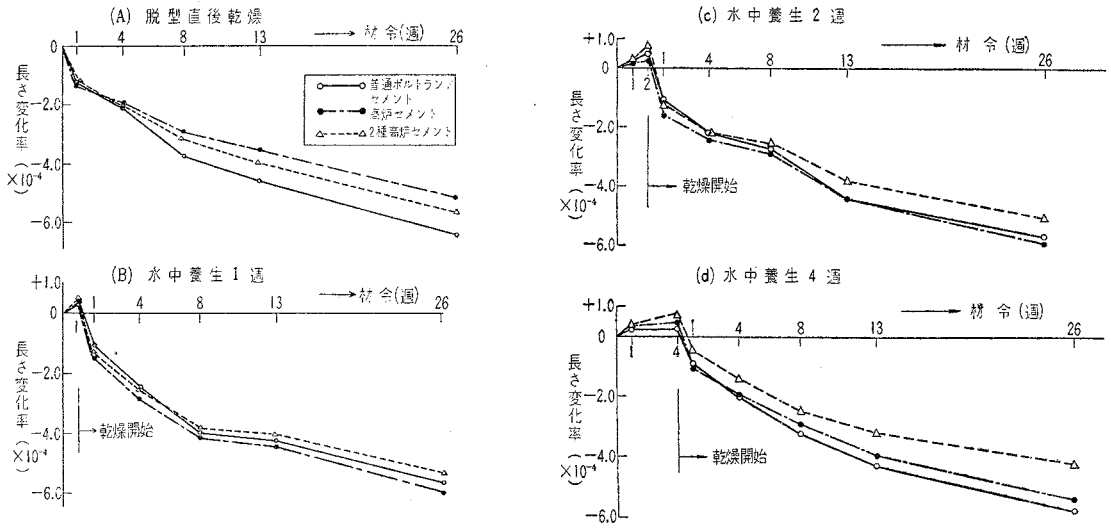 (A) 脱型直後乾燥
1 4 8 13 材令(週) 26
0
−2.0
−4.0
−6.0
長さ変化率(×10⁻⁴)
普通ポルトランド
セメント
高炉セメント
2種高炉セメント
(B) 水中養生1週
+1.0
0
−2.0
−4.0
−6.0
長さ変化率(×10⁻⁴)
1 4 8 13 材令(週) 26
1
乾燥開始
(c) 水中養生2週
+1.0
0
−2.0
−4.0
−6.0
長さ変化率(×10⁻⁴)
材令(週)
1 4 8 13 26
1 2
乾燥開始
(d) 水中養生4週
+1.0
0
−2.0
−4.0
−6.0
長さ変化率(×10⁻⁴)
材令(週)
1 4 8 13 26
1 4
乾燥開始